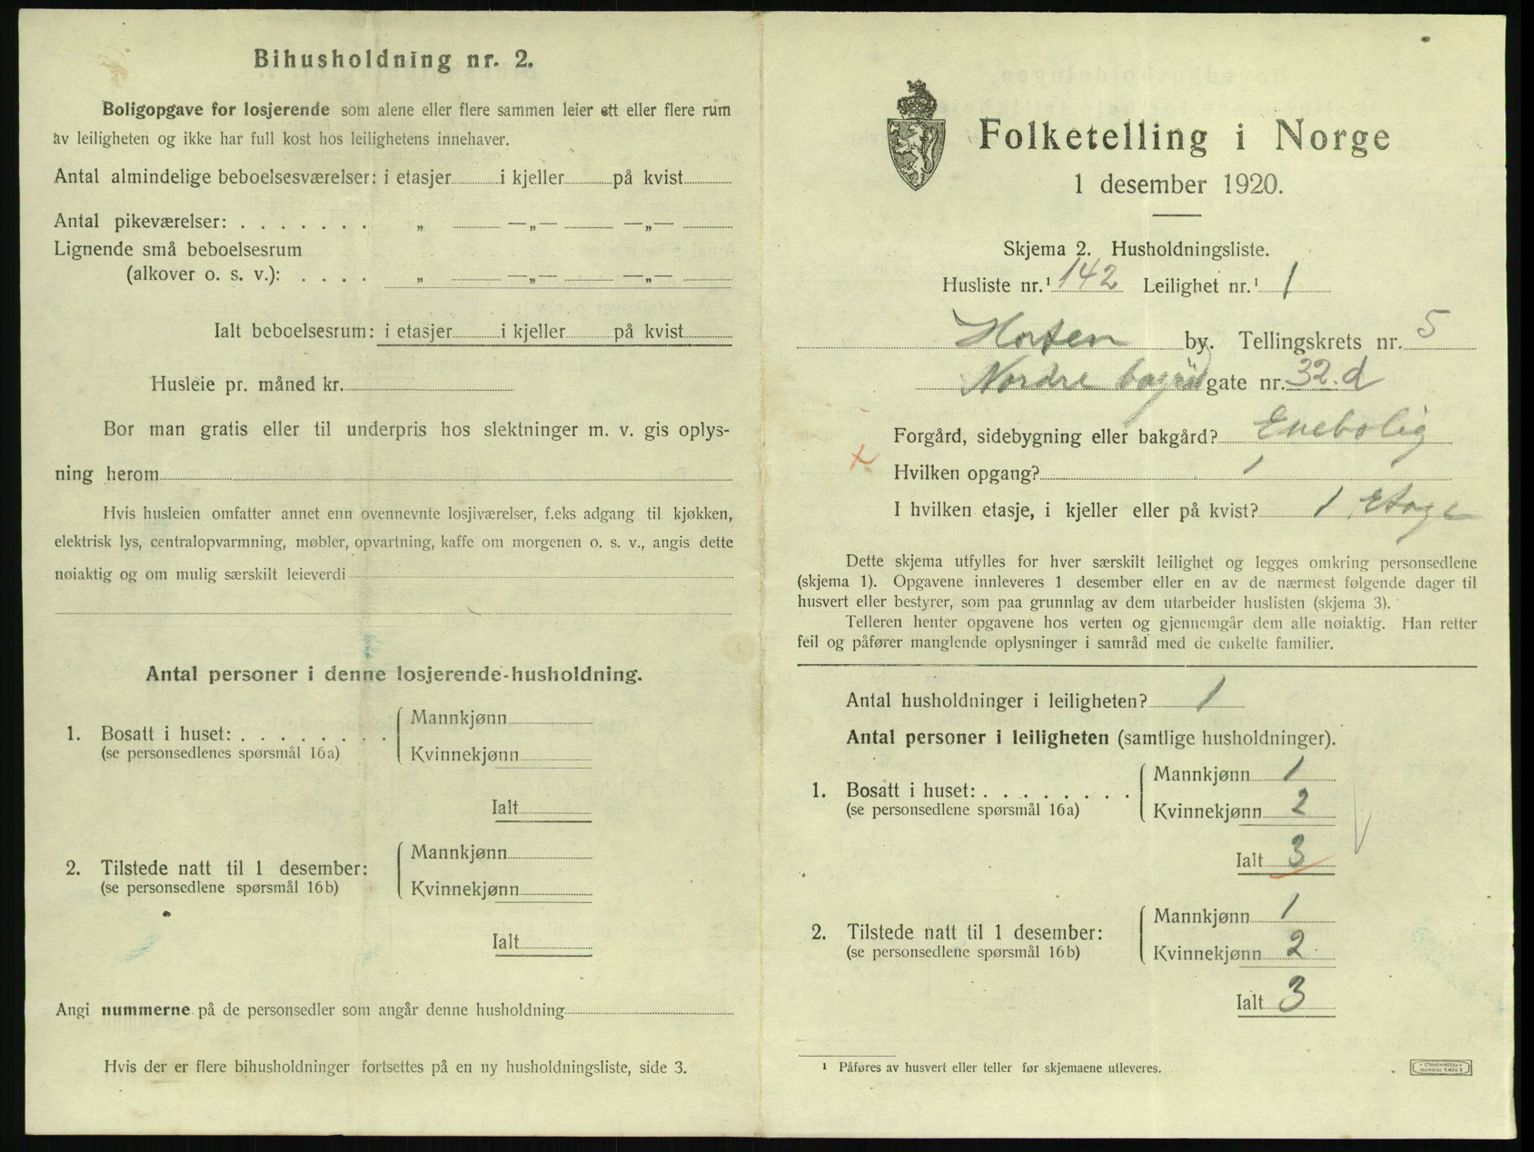 Bihusholdning nr. 2.
Boligopgave for losjerende som alene eller flere sammen leier ett eller flere rum
av leiligheten og ikke har full kost hos leilighetens innehaver.
Antal almindelige beboelsesværelser: i etasjer i kjeller på kvist
Antal pikeværelser: . . . . . . . „ —„— —„—
Lignende små beboelsesrum
(alkover o. s. v.): . . . . „ —„— —„—
Ialt beboelsesrum: i etasjer i kjeller på kvist
Husleie pr. måned kr.
Bor man gratis eller til underpris hos slektninger m. v. gis oplys-
ning herom
Hvis husleien omfatter annet enn ovennevnte losjiværelser, f.eks adgang til kjøkken,
elektrisk lys, centralopvarmning, møbler, opvartning, kaffe om morgenen o. s. v., angis dette
nøiaktig og om mulig særskilt leieverdi
Antal personer i denne losjerende-husholdning.
1. Bosatt i huset: . . . . . . . .
(se personsedlenes spørsmål 16a)
Mannkjønn
Kvinnekjønn
Ialt
2. Tilstede natt til 1 desember:
(se personsedlene spørsmål 16b)
Mannkjønn
Kvinnekjønn
Ialt
Angi nummerne på de personsedler som angår denne husholdning
Hvis der er flere bihusholdninger fortsettes på en ny husholdningsliste, side 3.
Folketelling i Norge
1 desember 1920.
Skjema 2. Husholdningsliste.
Husliste nr.¹ 142 Leilighet nr.¹ 1
Horten by. Tellingskrets nr. 5
Nordre gate nr. 32.d
Forgård, sidebygning eller bakgård? Enebolig
Hvilken opgang? 1
I hvilken etasje, i kjeller eller på kvist? 1 Etage
Dette skjema utfylles for hver særskilt leilighet og legges omkring personsedlene
(skjema 1). Opgavene innleveres 1 desember eller en av de nærmest følgende dager til
husvert eller bestyrer, som paa grunnlag av dem utarbeider huslisten (skjema 3).
Telleren henter opgavene hos verten og gjennemgår dem alle nøiaktig. Han retter
feil og påfører manglende oplysninger i samråd med de enkelte familier.
Antal husholdninger i leiligheten? 1
Antal personer i leiligheten (samtlige husholdninger).
1. Bosatt i huset: . . . . . . . .
(se personsedlene spørsmål 16a)
Mannkjønn 1
Kvinnekjønn 2
Ialt 3
2. Tilstede natt til 1 desember:
(se personsedlene spørsmål 16b)
Mannkjønn 1
Kvinnekjønn 2
Ialt 3
¹ Påføres av husvert eller teller før skjemaene utleveres.